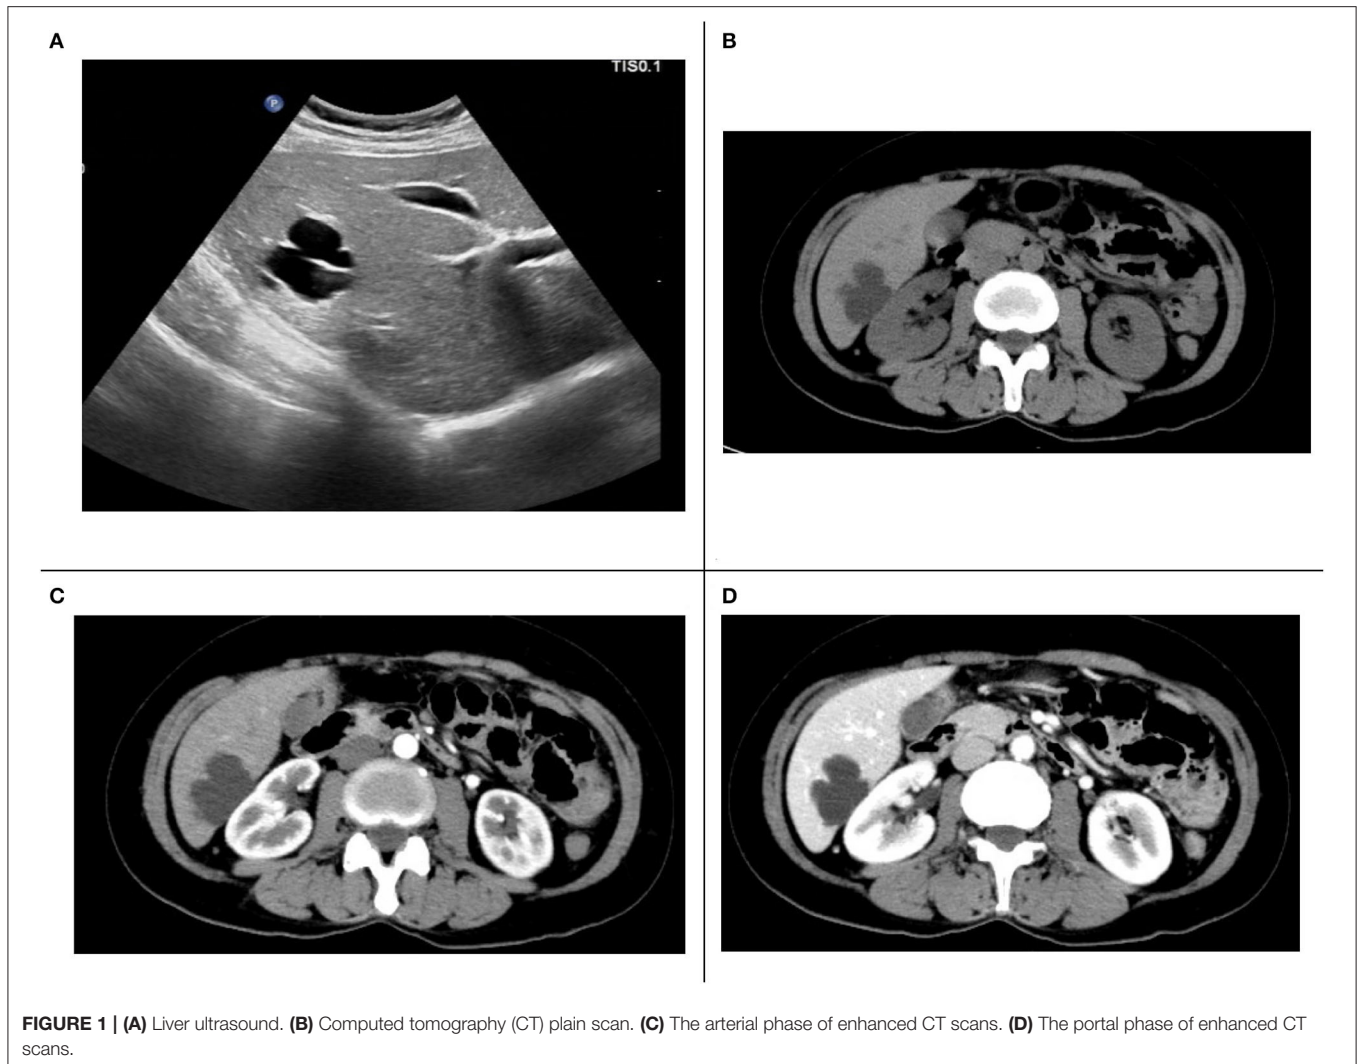 A
B
TIS0.1
P
C
D
FIGURE 1 | (A) Liver ultrasound. (B) Computed tomography (CT) plain scan. (C) The arterial phase of enhanced CT scans. (D) The portal phase of enhanced CT
scans.